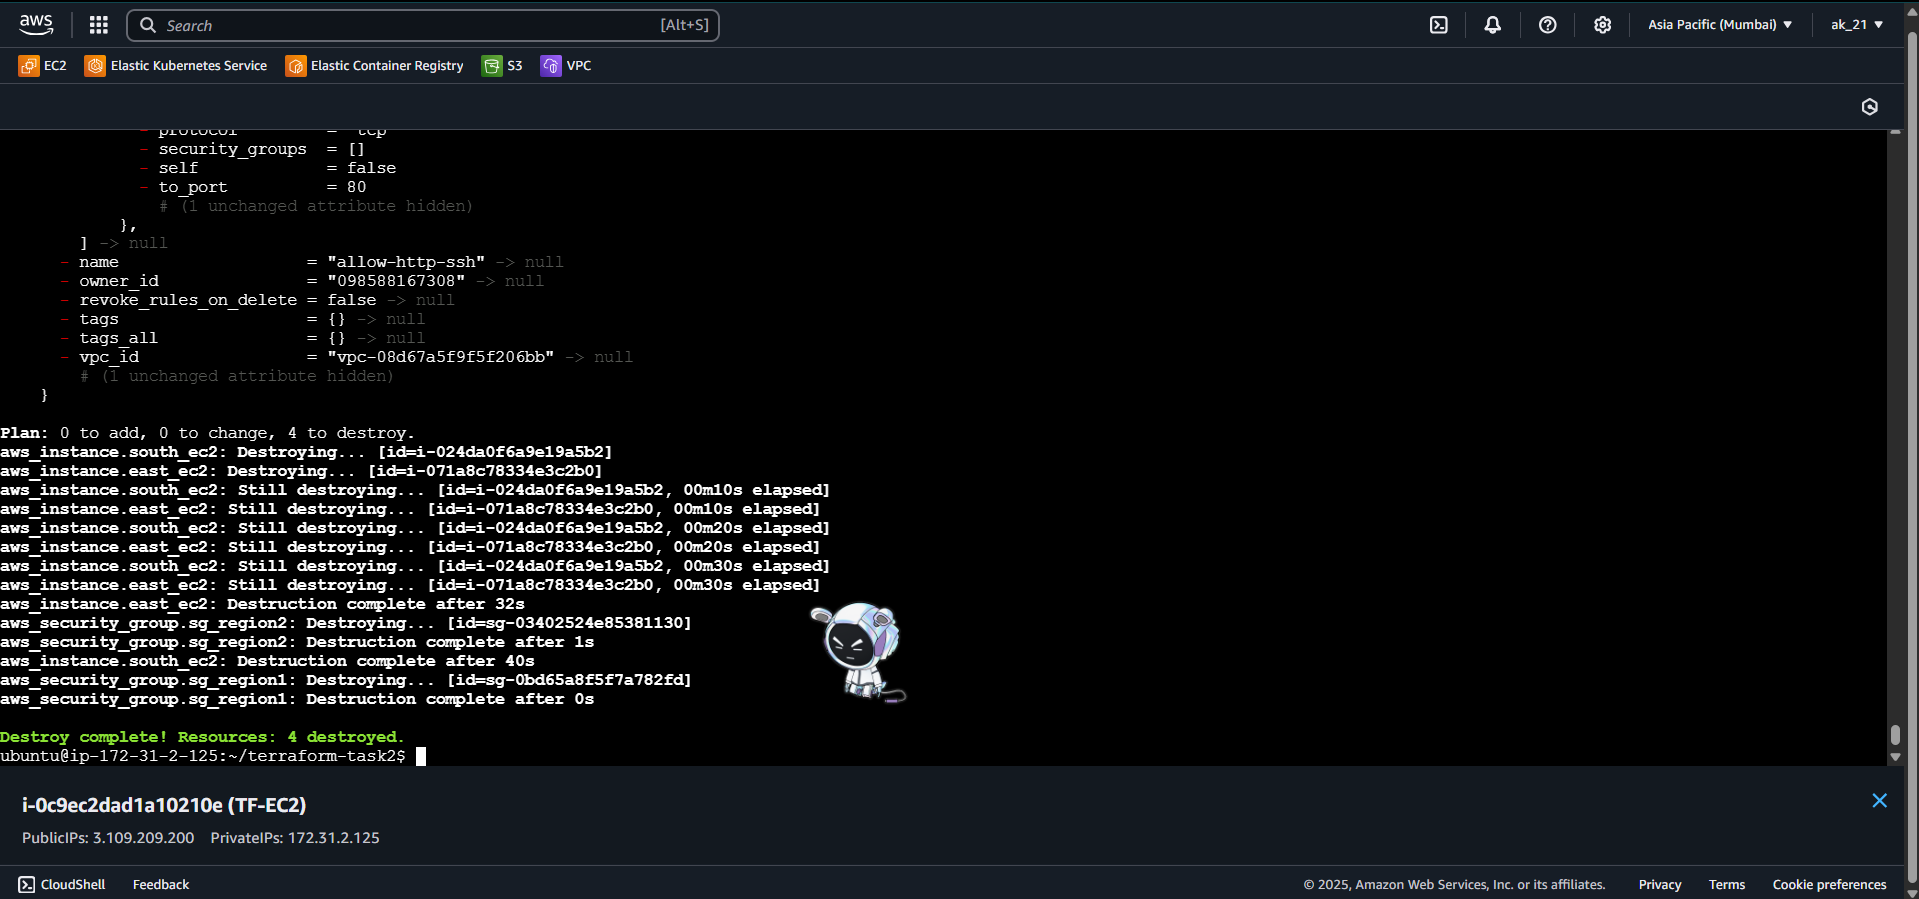 aws
Search [Alt+S]
Asia Pacific (Mumbai) ▼ ak_21 ▼
EC2 Elastic Kubernetes Service Elastic Container Registry S3 VPC
- protocol = "tcp"
- security_groups = []
- self = false
- to_port = 80
# (1 unchanged attribute hidden)
},
] -> null
- name = "allow-http-ssh" -> null
- owner_id = "098588167308" -> null
- revoke_rules_on_delete = false -> null
- tags = {} -> null
- tags_all = {} -> null
- vpc_id = "vpc-08d67a5f9f5f206bb" -> null
# (1 unchanged attribute hidden)
}
Plan: 0 to add, 0 to change, 4 to destroy.
aws_instance.south_ec2: Destroying... [id=i-024da0f6a9e19a5b2]
aws_instance.east_ec2: Destroying... [id=i-071a8c78334e3c2b0]
aws_instance.south_ec2: Still destroying... [id=i-024da0f6a9e19a5b2, 00m10s elapsed]
aws_instance.east_ec2: Still destroying... [id=i-071a8c78334e3c2b0, 00m10s elapsed]
aws_instance.south_ec2: Still destroying... [id=i-024da0f6a9e19a5b2, 00m20s elapsed]
aws_instance.east_ec2: Still destroying... [id=i-071a8c78334e3c2b0, 00m20s elapsed]
aws_instance.south_ec2: Still destroying... [id=i-024da0f6a9e19a5b2, 00m30s elapsed]
aws_instance.east_ec2: Still destroying... [id=i-071a8c78334e3c2b0, 00m30s elapsed]
aws_instance.east_ec2: Destruction complete after 32s
aws_security_group.sg_region2: Destroying... [id=sg-03402524e85381130]
aws_security_group.sg_region2: Destruction complete after 1s
aws_instance.south_ec2: Destruction complete after 40s
aws_security_group.sg_region1: Destroying... [id=sg-0bd65a8f5f7a782fd]
aws_security_group.sg_region1: Destruction complete after 0s
Destroy complete! Resources: 4 destroyed.
ubuntu@ip-172-31-2-125:~/terraform-task2$
i-0c9ec2dad1a10210e (TF-EC2)
PublicIPs: 3.109.209.200 PrivateIPs: 172.31.2.125
CloudShell Feedback © 2025, Amazon Web Services, Inc. or its affiliates. Privacy Terms Cookie preferences